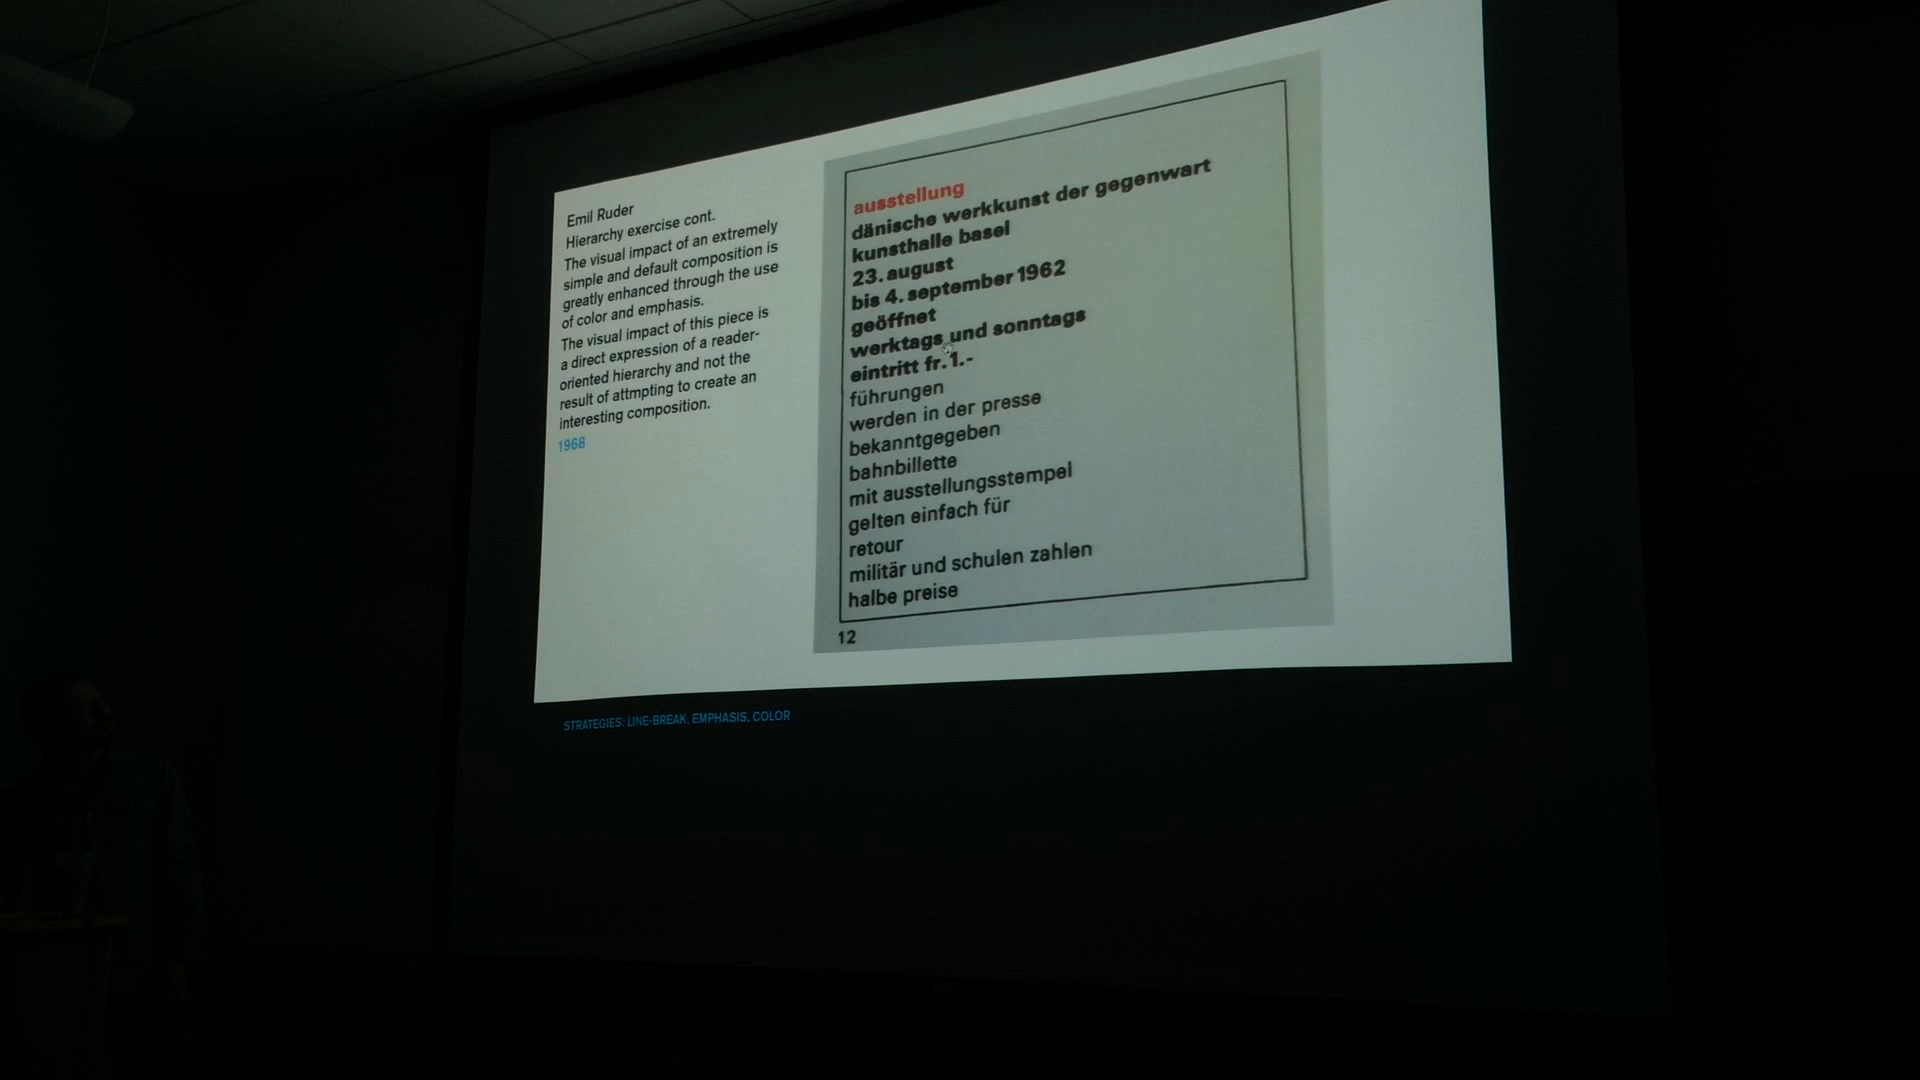 Emil Ruder
Hierarchy exercise cont.
The visual impact of an extremely
simple and default composition is
greatly enhanced through the use
of color and emphasis.
The visual impact of this piece is
a direct expression of a reader-
oriented hierarchy and not the
result of attmpting to create an
interesting composition.
1968
ausstellung
dänische werkkunst der gegenwart
kunsthalle basel
23. august
bis 4. september 1962
geöffnet
werktags und sonntags
eintritt fr. 1.-
führungen
werden in der presse
bekanntgegeben
bahnbillette
mit ausstellungsstempel
gelten einfach für
retour
militär und schulen zahlen
halbe preise
12
STRATEGIES: LINE-BREAK, EMPHASIS, COLOR